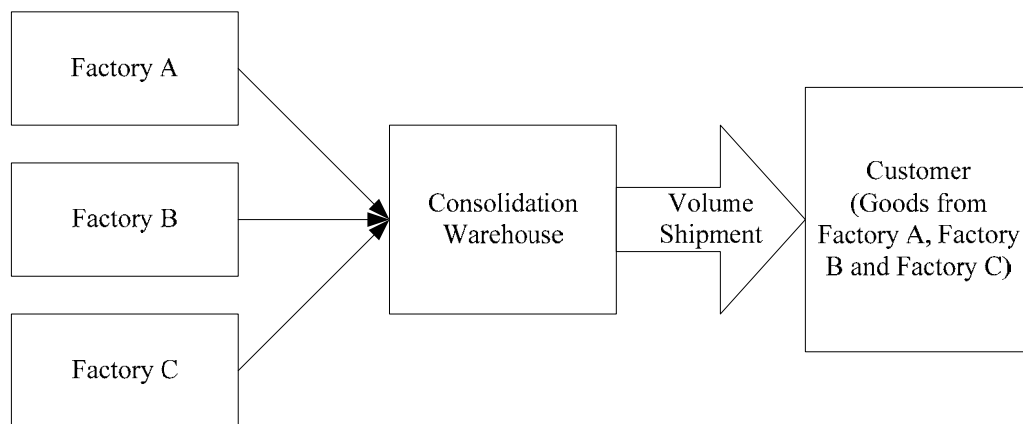 Factory A
Factory B
Factory C
Consolidation
Warehouse
Volume
Shipment
Customer
(Goods from
Factory A, Factory
B and Factory C)